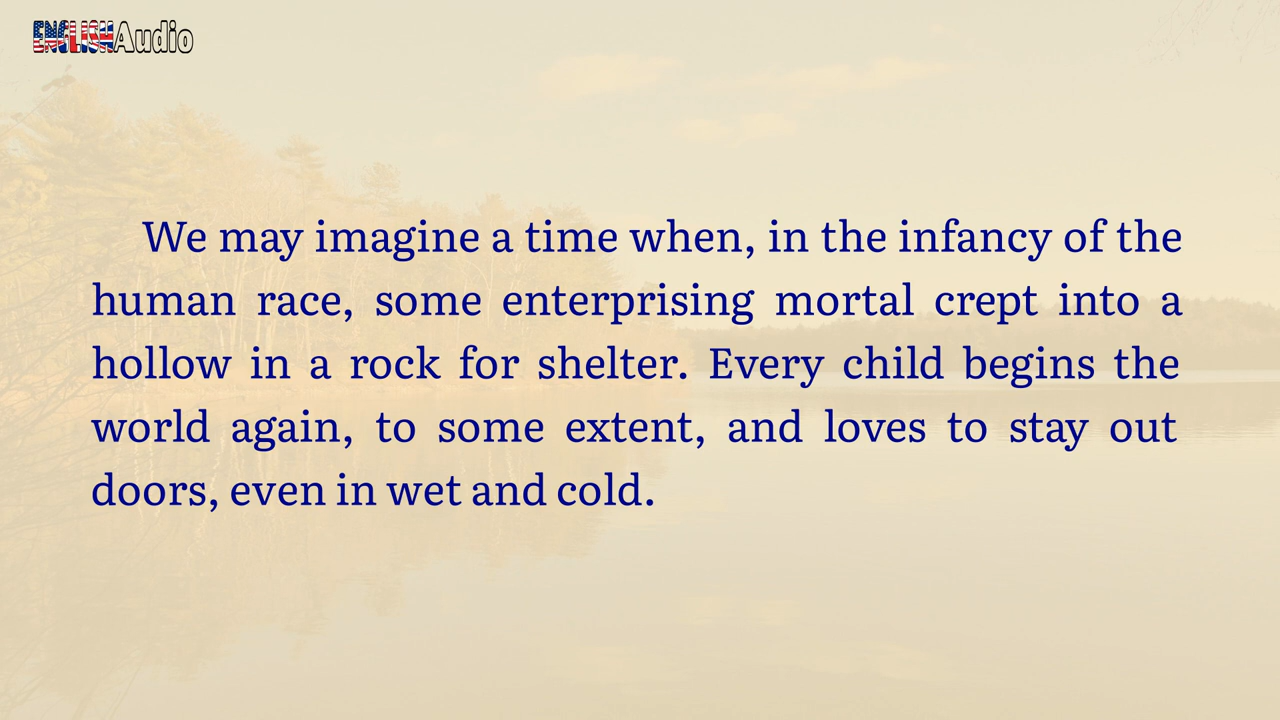 ENGLISHAudio
We may imagine a time when, in the infancy of the
human race, some enterprising mortal crept into a
hollow in a rock for shelter. Every child begins the
world again, to some extent, and loves to stay out
doors, even in wet and cold.